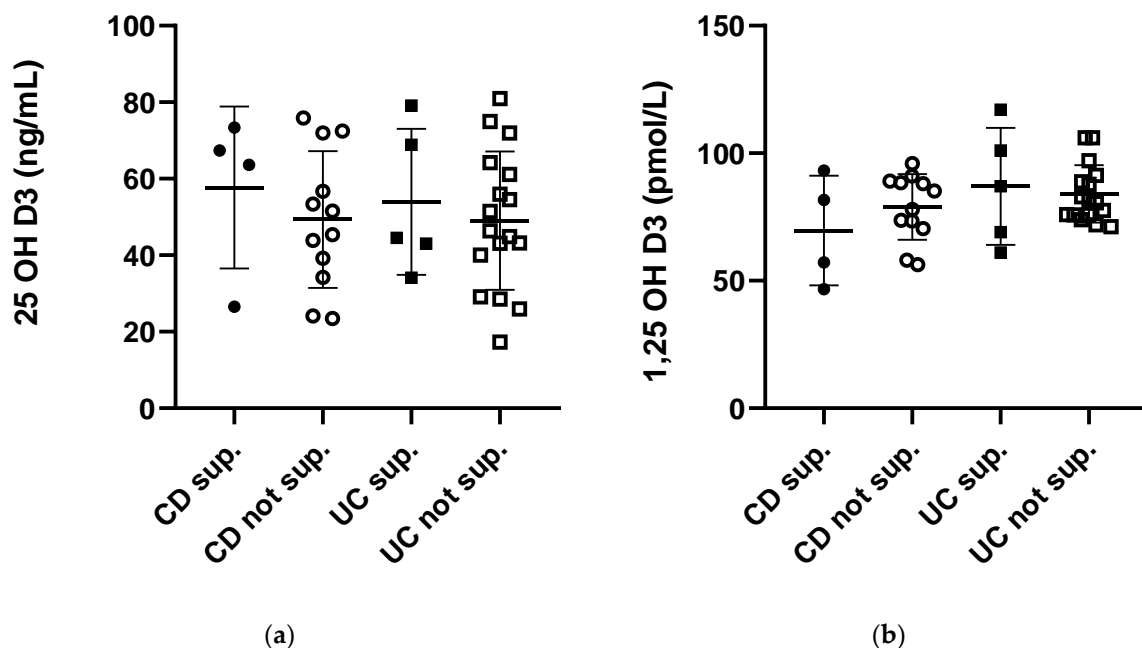 25 OH D3 (ng/mL)
100
80
60
40
20
0
CD sup.
CD not sup.
UC sup.
UC not sup.
(a)
1,25 OH D3 (pmol/L)
150
100
50
0
CD sup.
CD not sup.
UC sup.
UC not sup.
(b)